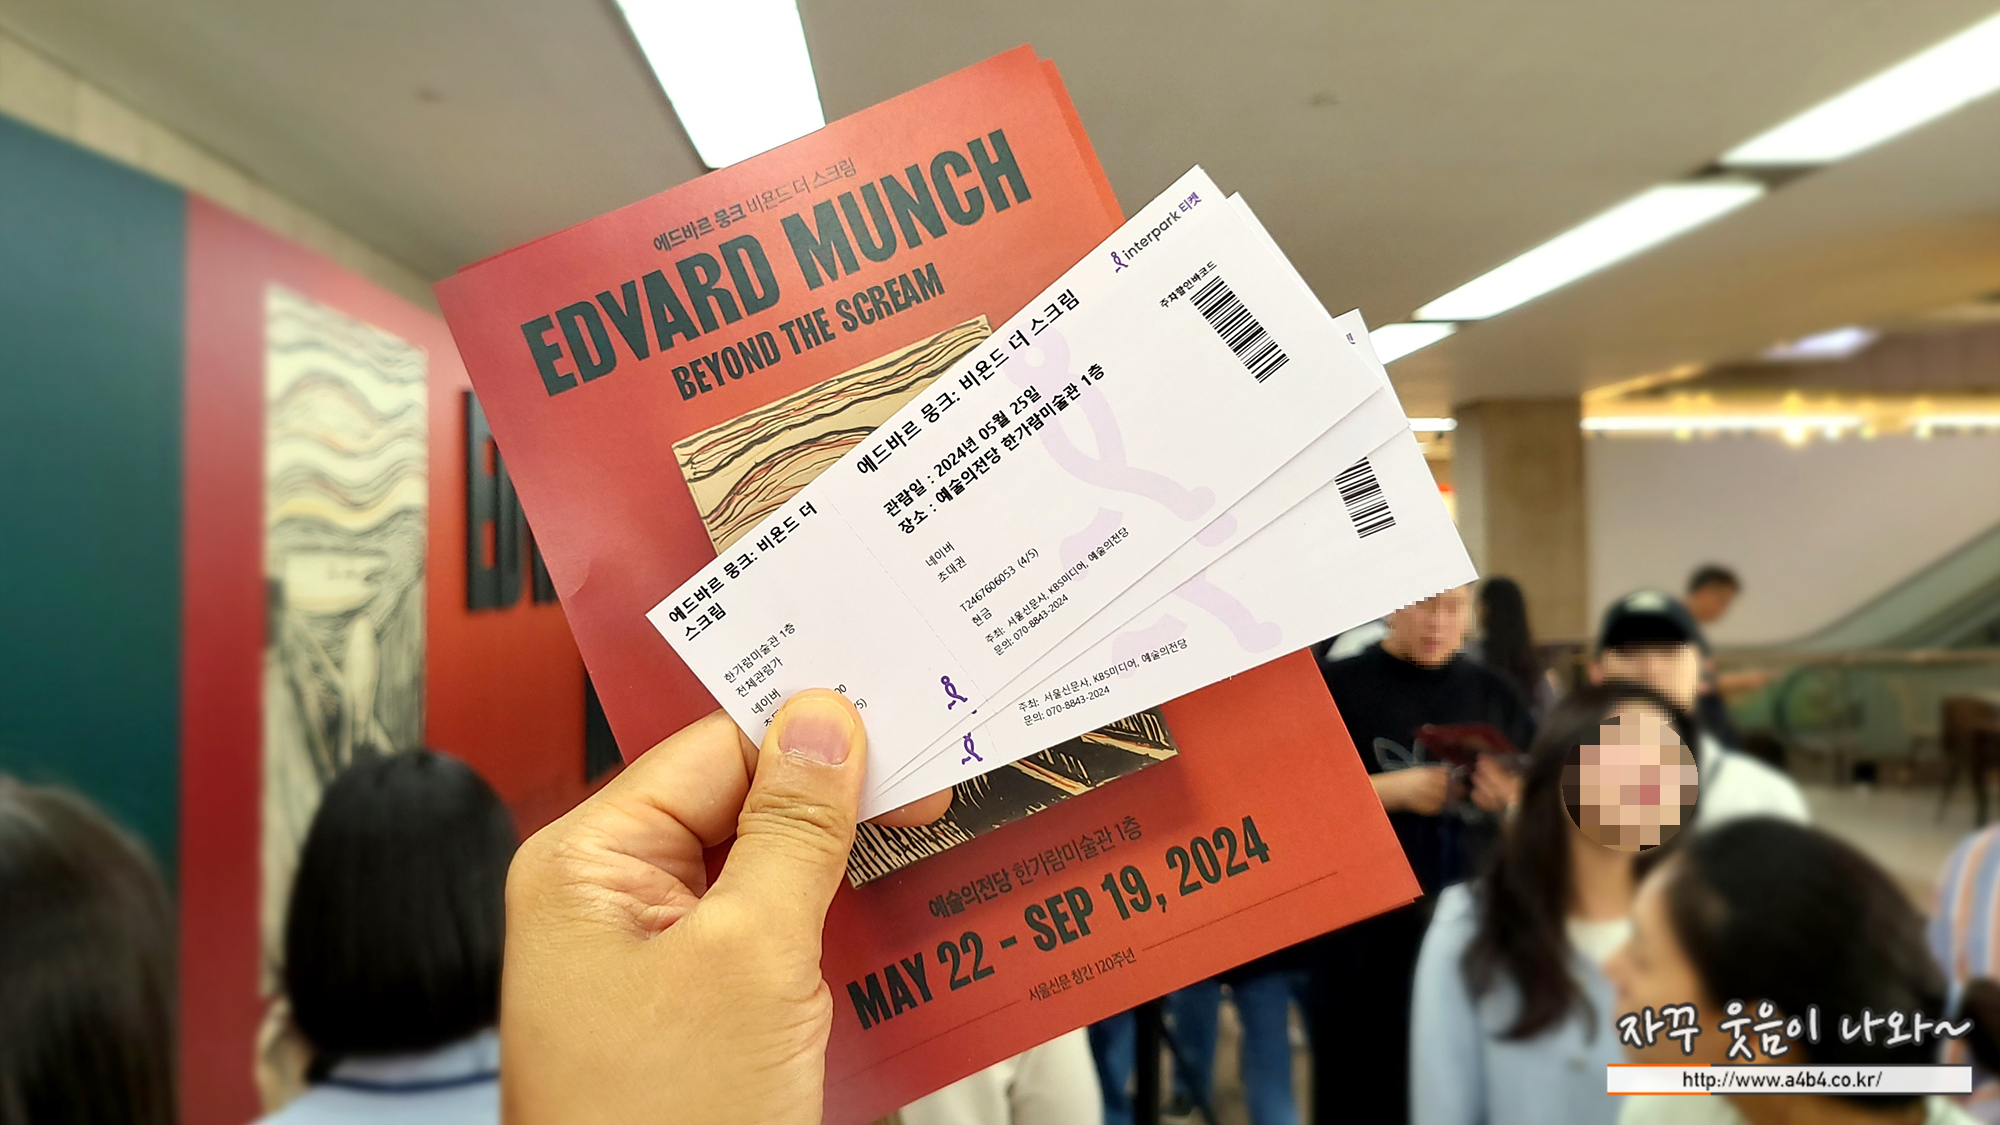 에드바르 뭉크 비욘드 더 스크림
EDVARD MUNCH
BEYOND THE SCREAM
interpark 티켓
주차할인바코드
에드바르 뭉크: 비욘드 더 스크림
관람일 : 2024년 05월 25일
장소 : 예술의전당 한가람미술관 1층
네이버
초대권
T2467606053 (4/5)
현금
주최: 서울신문사, KBS미디어, 예술의전당
문의: 070-8843-2024
에드바르 뭉크: 비욘드 더
스크림
한가람미술관 1층
전체관람가
네이버
주최: 서울신문사, KBS미디어, 예술의전당
문의: 070-8843-2024
예술의전당 한가람미술관 1층
MAY 22 - SEP 19, 2024
서울신문 창간 120주년
자꾸 웃음이 나와~
http://www.a4b4.co.kr/